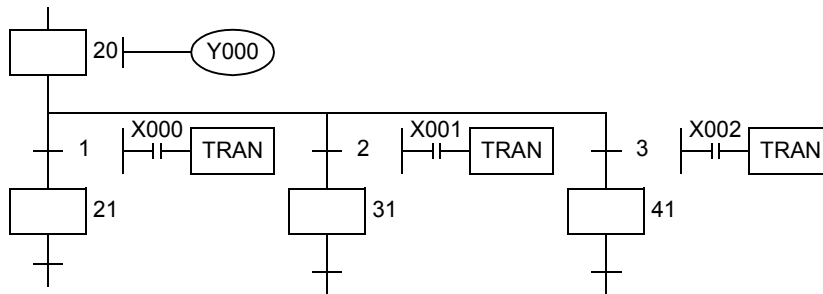 20 Y000
X000 X001 X002
1 TRAN 2 TRAN 3 TRAN
21 31 41